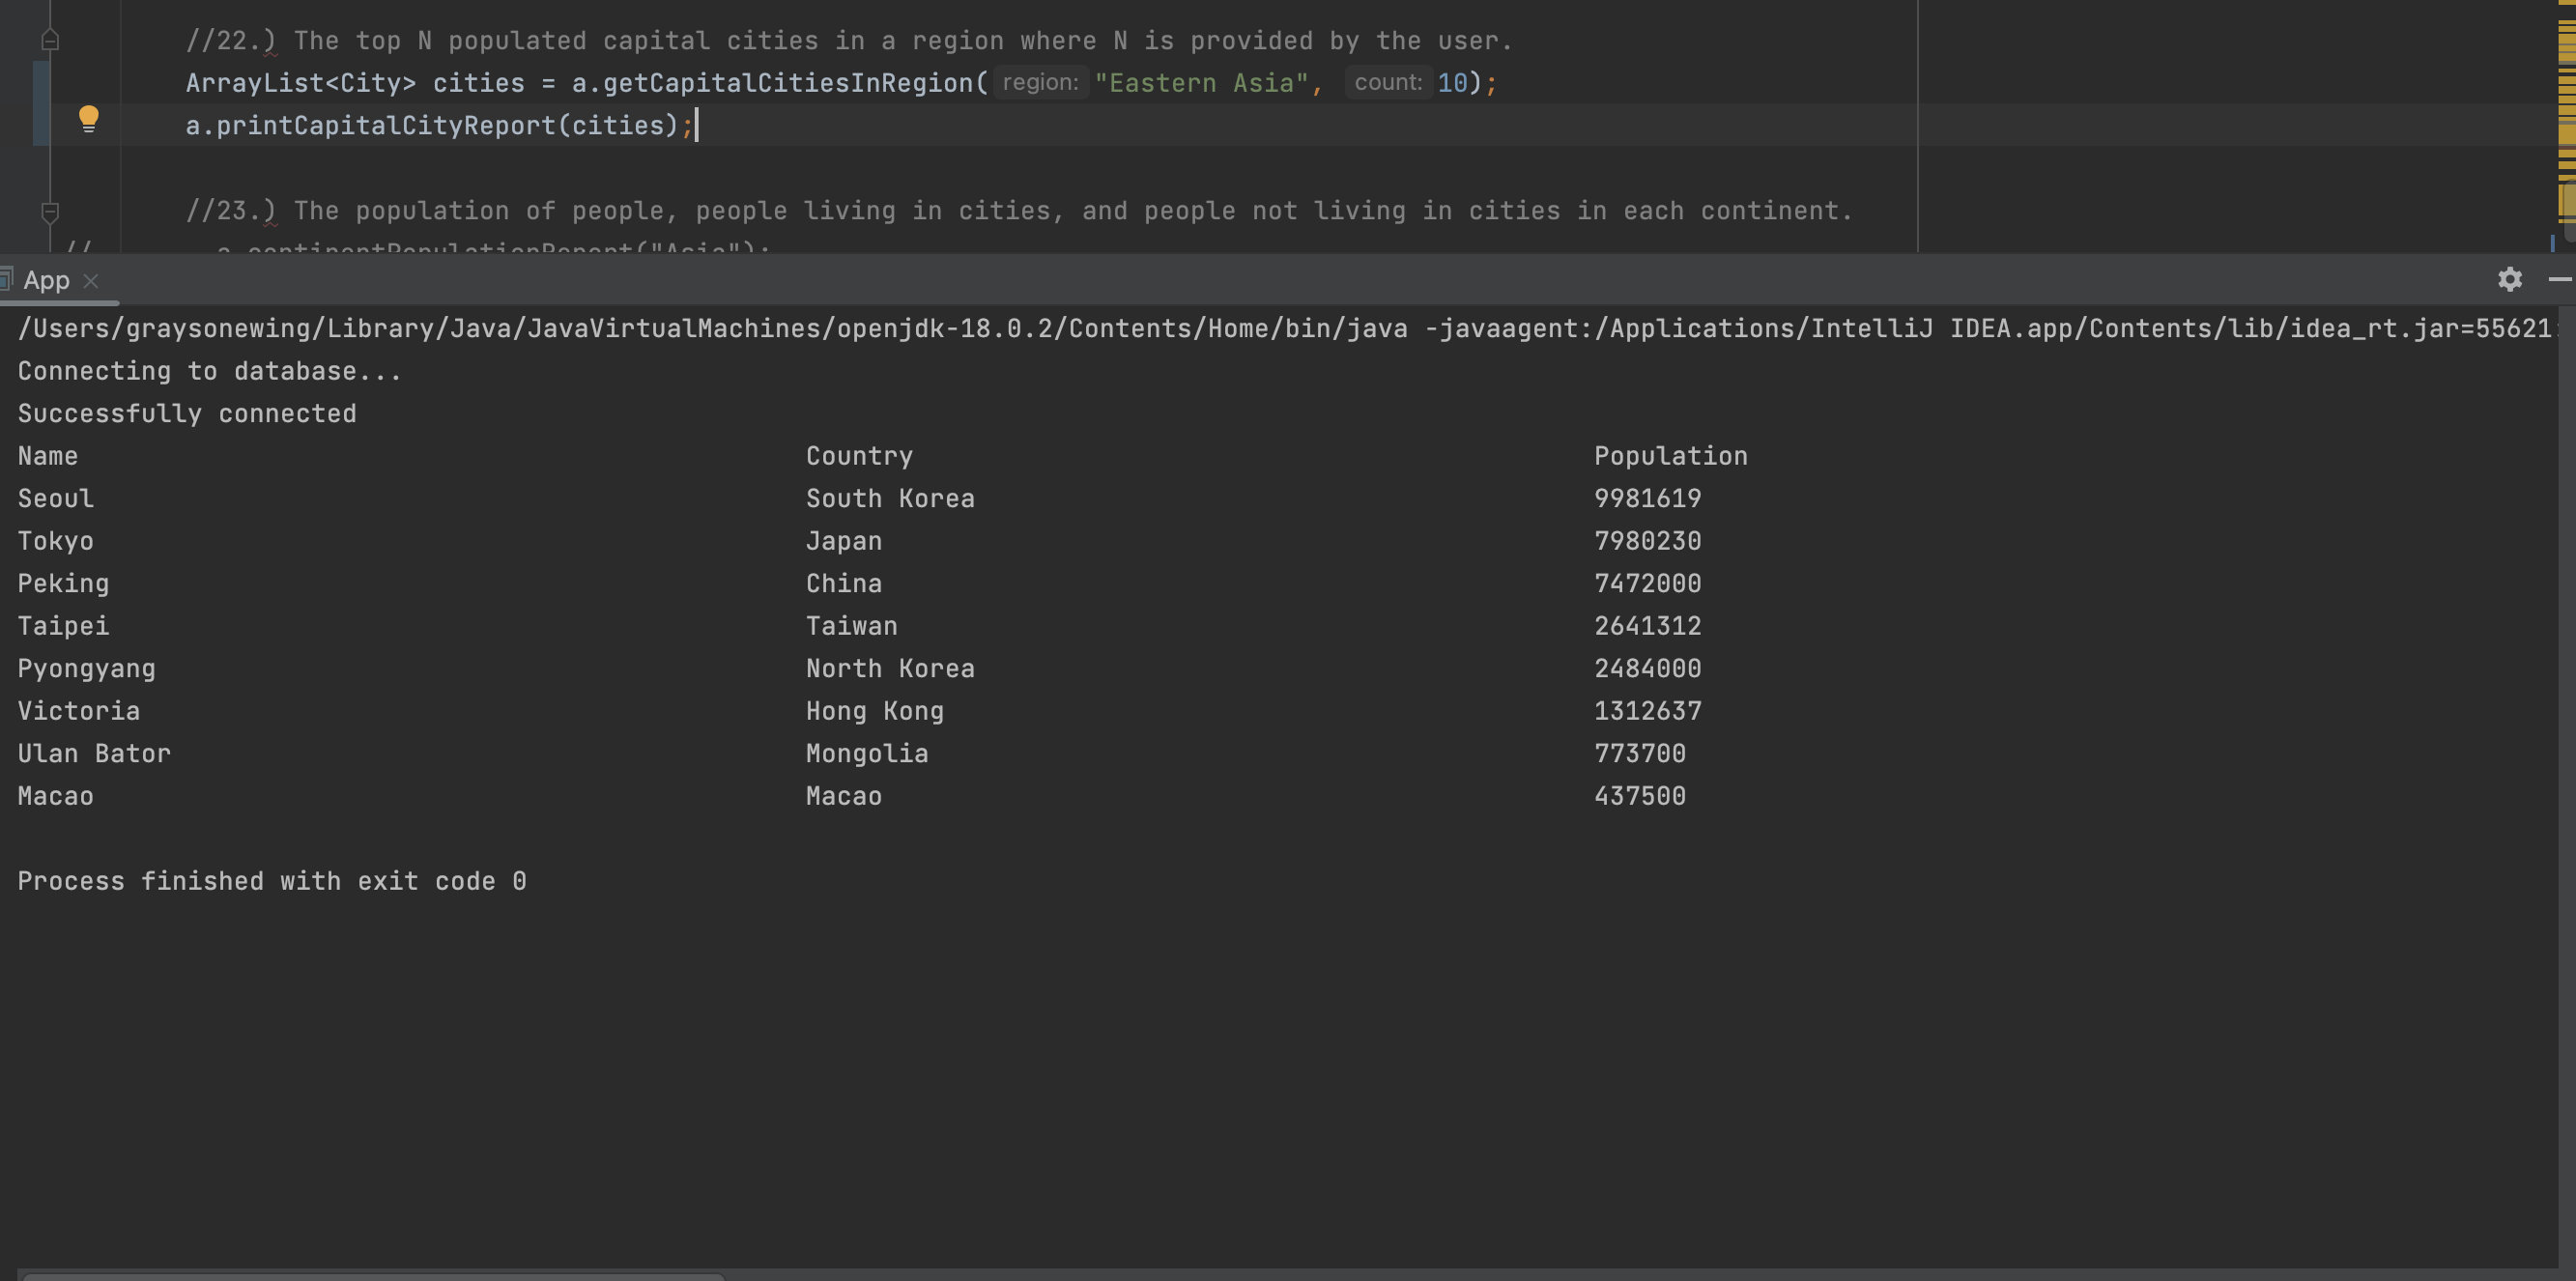 //22.) The top N populated capital cities in a region where N is provided by the user.
ArrayList<City> cities = a.getCapitalCitiesInRegion( region: "Eastern Asia", count: 10);
a.printCapitalCityReport(cities);
//23.) The population of people, people living in cities, and people not living in cities in each continent.
// a.continentPopulationReport("Asia");
App
/Users/graysonewing/Library/Java/JavaVirtualMachines/openjdk-18.0.2/Contents/Home/bin/java -javaagent:/Applications/IntelliJ IDEA.app/Contents/lib/idea_rt.jar=55621:
Connecting to database...
Successfully connected
Name Country Population
Seoul South Korea 9981619
Tokyo Japan 7980230
Peking China 7472000
Taipei Taiwan 2641312
Pyongyang North Korea 2484000
Victoria Hong Kong 1312637
Ulan Bator Mongolia 773700
Macao Macao 437500
Process finished with exit code 0